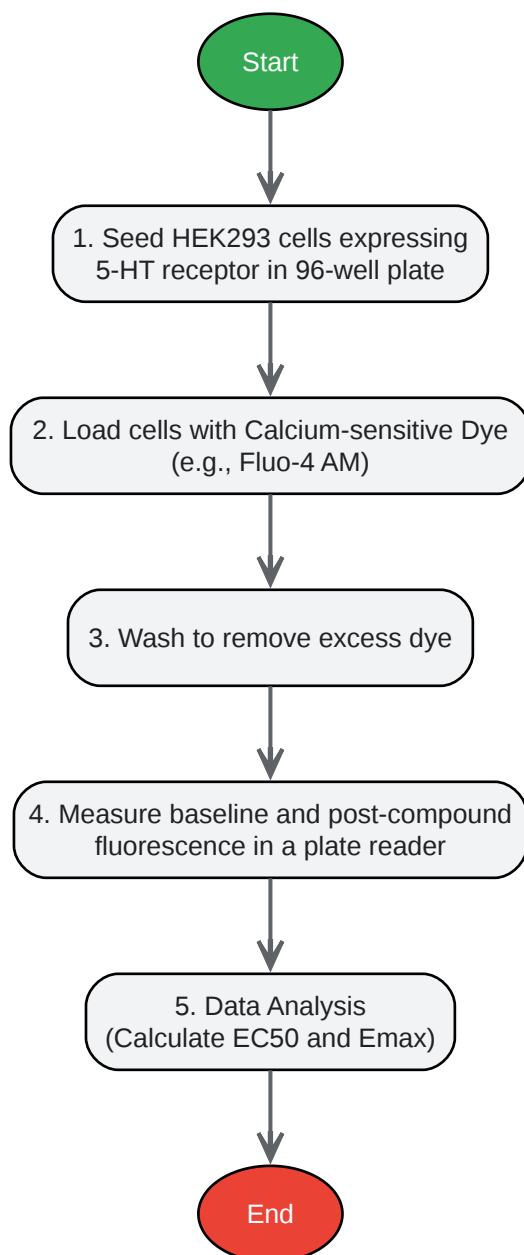 Start
1. Seed HEK293 cells expressing
5-HT receptor in 96-well plate
2. Load cells with Calcium-sensitive Dye
(e.g., Fluo-4 AM)
3. Wash to remove excess dye
4. Measure baseline and post-compound
fluorescence in a plate reader
5. Data Analysis
(Calculate EC50 and Emax)
End